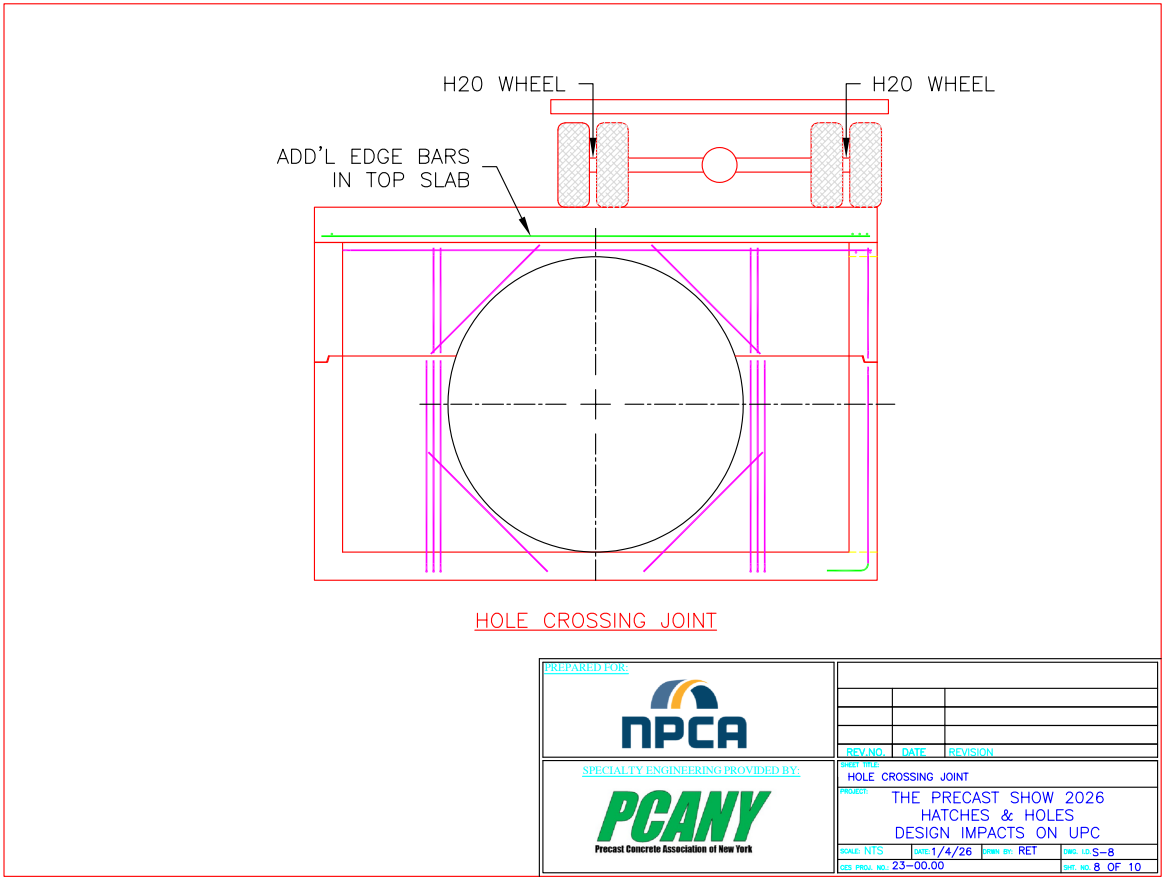 H20 WHEEL
H20 WHEEL
ADD'L EDGE BARS
IN TOP SLAB
HOLE CROSSING JOINT
PREPARED FOR:
NPCA
SPECIALTY ENGINEERING PROVIDED BY:
PCANY
Precast Concrete Association of New York
REV.NO. DATE REVISION
SHEET TITLE:
HOLE CROSSING JOINT
PROJECT:
THE PRECAST SHOW 2026
HATCHES & HOLES
DESIGN IMPACTS ON UPC
SCALE: NTS DATE: 1/4/26 DRWN BY: RET DWG. I.D. S-8
CES PROJ. NO.: 23-00.00 SHT. NO. 8 OF 10